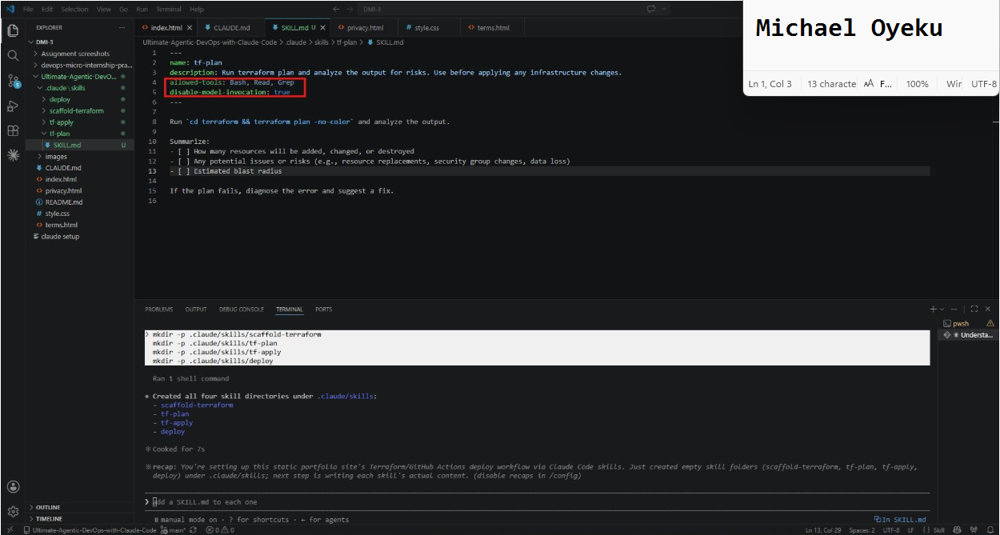 File Edit Selection View Go Run Terminal Help
DMI-3
Michael Oyeku
Ln 1, Col 3
13 characte
F...
100%
Wir
UTF-8
EXPLORER
DMI-3
Assignment screeshots
devops-micro-internship-pra...
Ultimate-Agentic-DevO...
.claude\skills
deploy
scaffold-terraform
tf-apply
tf-plan
SKILL.md U
images
CLAUDE.md
index.html
privacy.html
README.md
style.css
terms.html
claude setup
OUTLINE
TIMELINE
index.html
CLAUDE.md
SKILL.md U
privacy.html
style.css
terms.html
Ultimate-Agentic-DevOps-with-Claude-Code > .claude > skills > tf-plan > SKILL.md
1 ---
2 name: tf-plan
3 description: Run terraform plan and analyze the output for risks. Use before applying any infrastructure changes.
4 allowed-tools: Bash, Read, Grep
5 disable-model-invocation: true
6 ---
7
8 Run `cd terraform && terraform plan -no-color` and analyze the output.
9
10 Summarize:
11 - [ ] How many resources will be added, changed, or destroyed
12 - [ ] Any potential issues or risks (e.g., resource replacements, security group changes, data loss)
13 - [ ] Estimated blast radius
14
15 If the plan fails, diagnose the error and suggest a fix.
16
PROBLEMS OUTPUT DEBUG CONSOLE TERMINAL PORTS
pwsh
Understa...
> mkdir -p .claude/skills/scaffold-terraform
mkdir -p .claude/skills/tf-plan
mkdir -p .claude/skills/tf-apply
mkdir -p .claude/skills/deploy
Ran 1 shell command
Created all four skill directories under .claude/skills:
- scaffold-terraform
- tf-plan
- tf-apply
- deploy
Cooked for 7s
recap: You're setting up this static portfolio site's Terraform/GitHub Actions deploy workflow via Claude Code skills. Just created empty skill folders (scaffold-terraform, tf-plan, tf-apply,
deploy) under .claude/skills; next step is writing each skill's actual content. (disable recaps in /config)
> add a SKILL.md to each one
manual mode on · ? for shortcuts · ← for agents
In SKILL.md
Ultimate-Agentic-DevOps-with-Claude-Code main* 0 0
Ln 13, Col 29 Spaces: 2 UTF-8 LF { } Skill